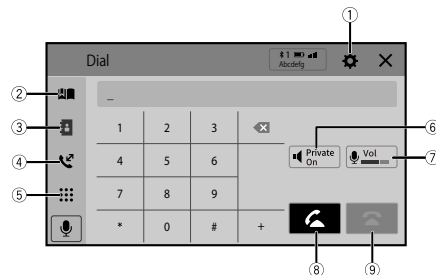 ①
Dial
1
Abcdefg
②
_
③
1 2 3
⑥
Private
On
Vol
④
4 5 6
⑦
⑤
7 8 9
* 0 # +
⑧
⑨